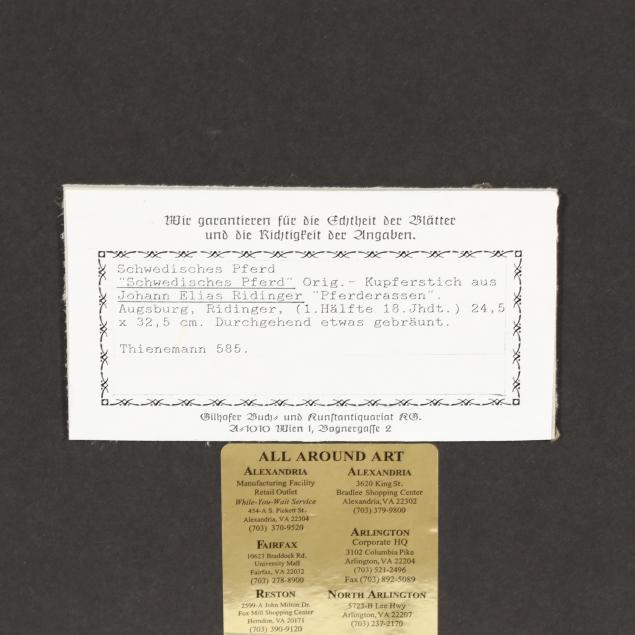 Wir garantieren für die Echtheit der Blätter
und die Richtigkeit der Angaben.
Schwedisches Pferd
"Schwedisches Pferd" Orig.- Kupferstich aus
Johann Elias Ridinger "Pferderassen".
Augsburg, Ridinger, (1.Hälfte 18.Jhdt.) 24,5
x 32,5 cm. Durchgehend etwas gebräunt.
Thienemann 585.
Gilhofer Buch- und Kunstantiquariat KG.
A-1010 Wien 1, Bognergasse 2
ALL AROUND ART
ALEXANDRIA
Manufacturing Facility
Retail Outlet
While-You-Wait Service
454-A S. Pickett St.
Alexandria, VA 22304
(703) 370-9520
FAIRFAX
10623 Braddock Rd.
University Mall
Fairfax, VA 22032
(703) 278-8900
RESTON
2599-A John Milton Dr.
Fox Mill Shopping Center
Herndon, VA 20171
(703) 390-9120
ALEXANDRIA
3620 King St.
Bradlee Shopping Center
Alexandria, VA 22302
(703) 379-9800
ARLINGTON
Corporate HQ
3102 Columbia Pike
Arlington, VA 22204
(703) 521-2496
Fax (703) 892-5089
NORTH ARLINGTON
5723-B Lee Hwy
Arlington, VA 22207
(703) 237-2170